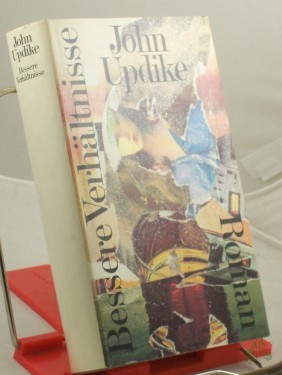 John
Updike
Bessere
Verhältnisse
John
Updike
Bessere Verhältnisse
Roman